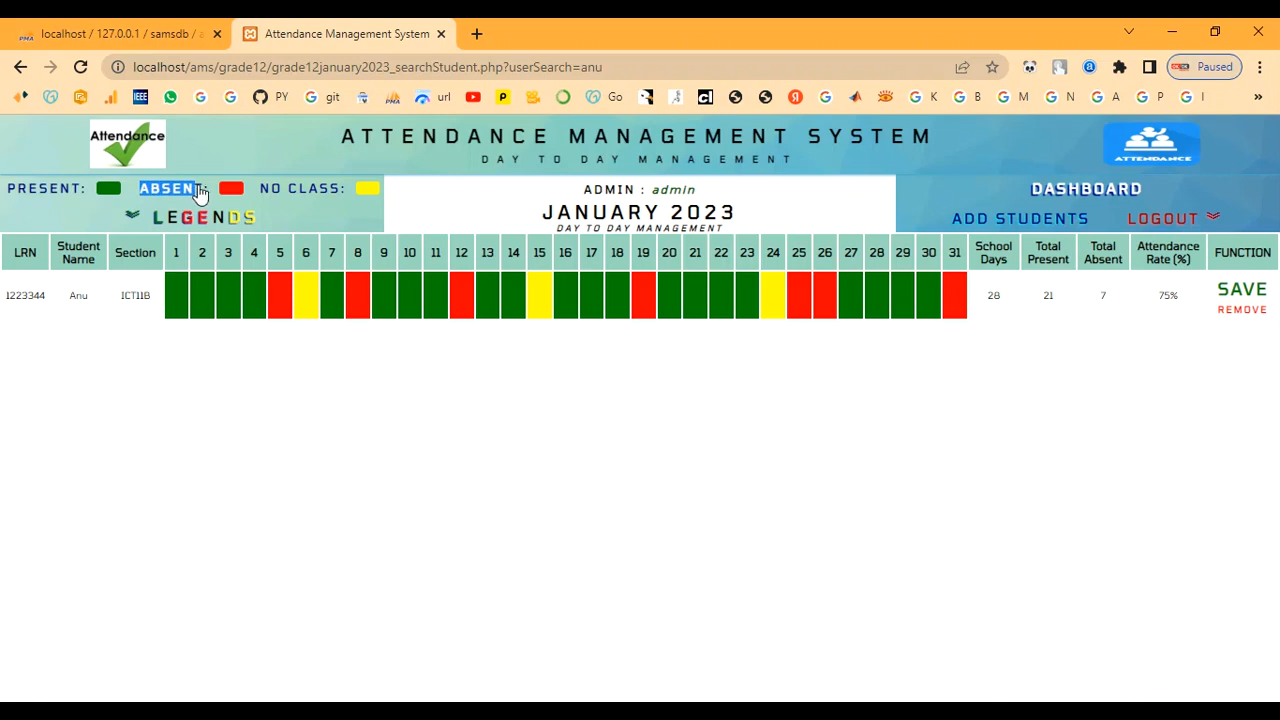 localhost / 127.0.0.1 / samsdb / a
Attendance Management System
localhost/ams/grade12/grade12january2023_searchStudent.php?userSearch=anu
Paused
IEEE PY git url Go K B M N A P I »
Attendance
ATTENDANCE MANAGEMENT SYSTEM
DAY TO DAY MANAGEMENT
ATTENDANCE
PRESENT: ABSENT: NO CLASS:
LEGENDS
ADMIN : admin
JANUARY 2023
DAY TO DAY MANAGEMENT
DASHBOARD
ADD STUDENTS LOGOUT
LRN Student Name Section 1 2 3 4 5 6 7 8 9 10 11 12 13 14 15 16 17 18 19 20 21 22 23 24 25 26 27 28 29 30 31 School Days Total Present Total Absent Attendance Rate (%) FUNCTION
1223344 Anu ICT11B 28 21 7 75% SAVE
REMOVE